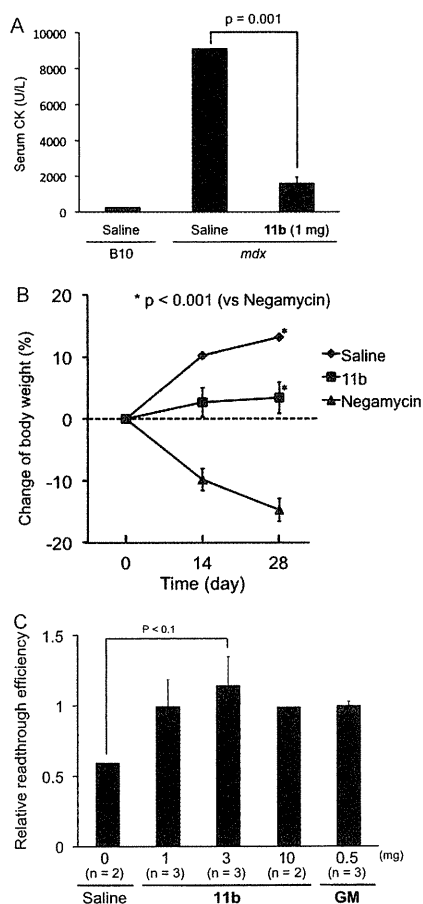 A
p = 0.001
Serum CK (U/L)
10000
8000
6000
4000
2000
0
Saline Saline 11b (1 mg)
B10 mdx
B
* p < 0.001 (vs Negamycin)
Change of body weight (%)
20
10
0
-10
-20
*
*
Saline
11b
Negamycin
0 14 28
Time (day)
C
P < 0.1
Relative readthrough efficiency
1.5
1
0.5
0
0 1 3 10 0.5 (mg)
(n = 2) (n = 3) (n = 3) (n = 2) (n = 3)
Saline 11b GM